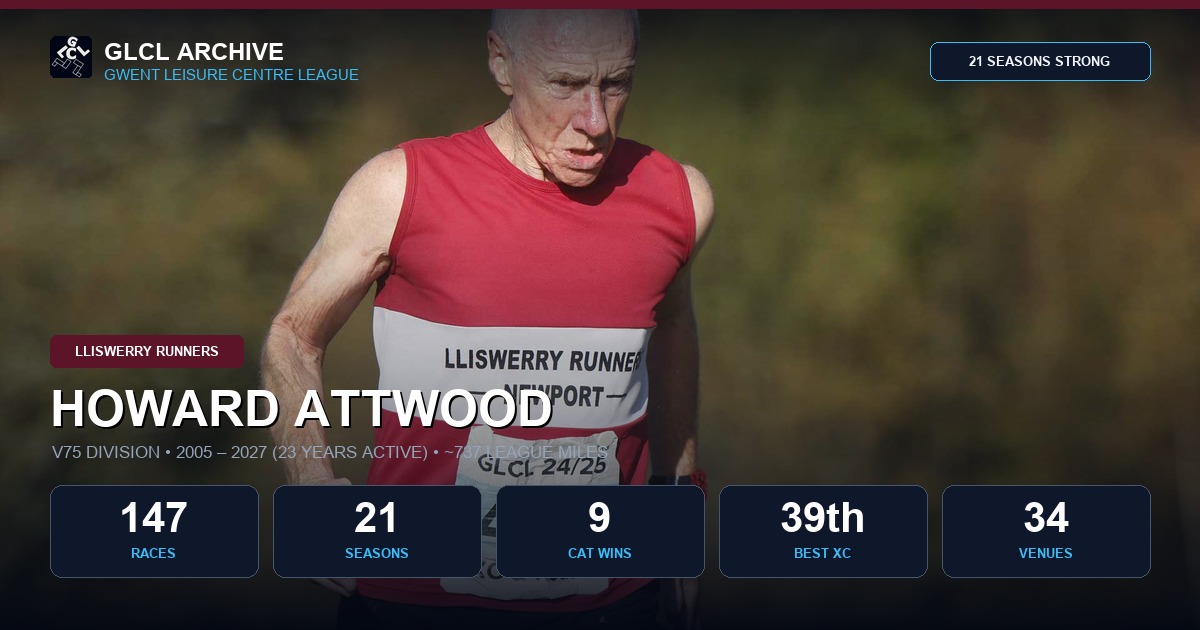 GLCL ARCHIVE
GWENT LEISURE CENTRE LEAGUE
21 SEASONS STRONG
LLISWERRY RUNNERS
NEWPORT
LLISWERRY RUNNERS
HOWARD ATTWOOD
V75 DIVISION • 2005 – 2027 (23 YEARS ACTIVE) • ~737 LEAGUE MILES
GLCL 24/25
147
RACES
21
SEASONS
9
CAT WINS
39th
BEST XC
34
VENUES